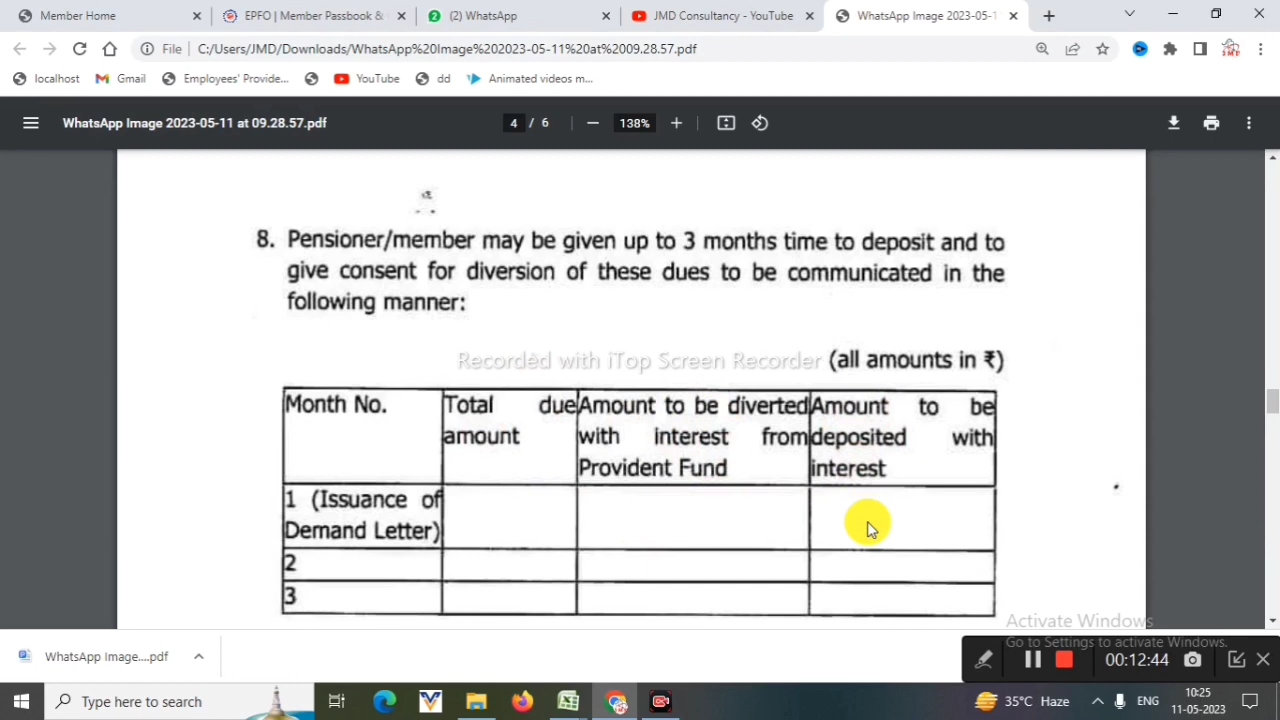 Member Home
EPFO | Member Passbook &
(2) WhatsApp
JMD Consultancy - YouTube
WhatsApp Image 2023-05-1
File
C:/Users/JMD/Downloads/WhatsApp%20Image%202023-05-11%20at%2009.28.57.pdf
localhost
Gmail
Employees' Provide...
YouTube
dd
Animated videos m...
WhatsApp Image 2023-05-11 at 09.28.57.pdf
4 / 6
138%
8. Pensioner/member may be given up to 3 months time to deposit and to
give consent for diversion of these dues to be communicated in the
following manner:
Recorded with iTop Screen Recorder
(all amounts in ₹)
Month No.
Total due
amount
Amount to be diverted
with interest from
Provident Fund
Amount to be
deposited with
interest
1 (Issuance of
Demand Letter)
2
3
Activate Windows
Go to Settings to activate Windows.
WhatsApp Image....pdf
00:12:44
Type here to search
35°C Haze
ENG
10:25
11-05-2023